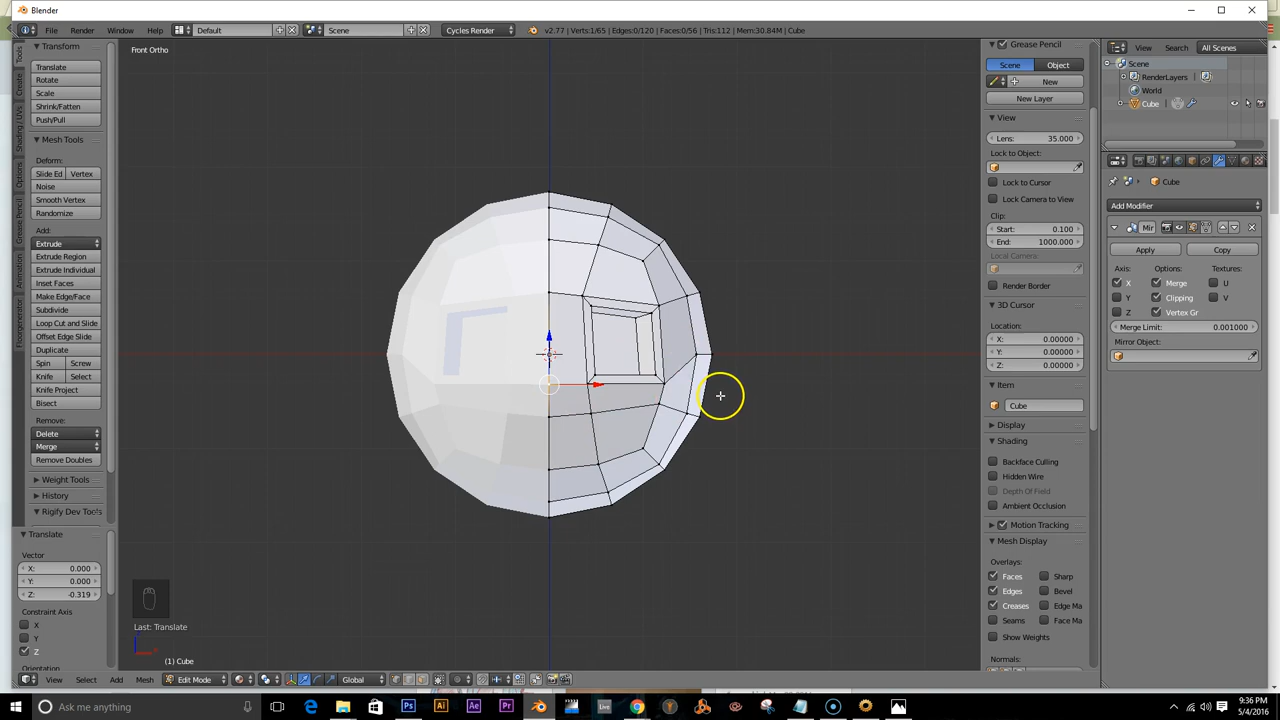 Blender
File Render Window Help Default Scene Cycles Render v2.77 | Verts:1/65 | Edges:0/120 | Faces:0/56 | Tris:112 | Mem:30.84M | Cube
Tools
Create
Shading / UVs
Options
Grease Pencil
Animation
Floorgenerator
Transform
Translate
Rotate
Scale
Shrink/Fatten
Push/Pull
Mesh Tools
Deform:
Slide Ed Vertex
Noise
Smooth Vertex
Randomize
Add:
Extrude
Extrude Region
Extrude Individual
Inset Faces
Make Edge/Face
Subdivide
Loop Cut and Slide
Offset Edge Slide
Duplicate
Spin Screw
Knife Select
Knife Project
Bisect
Remove:
Delete
Merge
Remove Doubles
Weight Tools
History
Rigify Dev Tools
Translate
Vector
X: 0.000
Y: 0.000
Z: -0.319
Constraint Axis
X
Y
Z
Orientation
Front Ortho
Last: Translate
(1) Cube
View Select Add Mesh Edit Mode Global
Grease Pencil
Scene Object
New
New Layer
View
Lens: 35.000
Lock to Object:
Lock to Cursor
Lock Camera to View
Clip:
Start: 0.100
End: 1000.000
Local Camera:
Render Border
3D Cursor
Location:
X: 0.00000
Y: 0.00000
Z: 0.00000
Item
Cube
Display
Shading
Backface Culling
Hidden Wire
Depth Of Field
Ambient Occlusion
Motion Tracking
Mesh Display
Overlays:
Faces Sharp
Edges Bevel
Creases Edge Ma
Seams Face Ma
Show Weights
Normals:
View Search All Scenes
Scene
RenderLayers
World
Cube
Cube
Add Modifier
Mir
Apply Copy
Axis: Options: Textures:
X Merge U
Y Clipping V
Z Vertex Gr
Merge Limit: 0.001000
Mirror Object:
Ask me anything
9:36 PM
5/4/2016